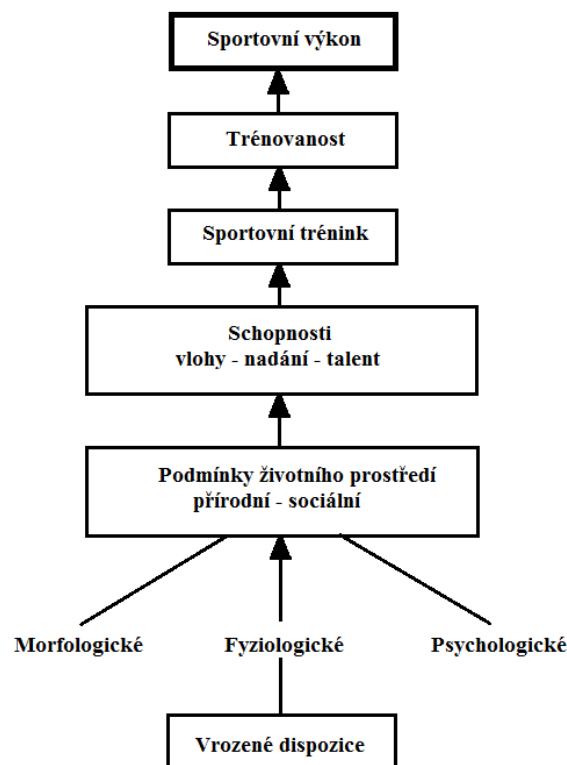 Sportovní výkon
Trénovanost
Sportovní trénink
Schopnosti
vlohy - nadání - talent
Podmínky životního prostředí
přírodní - sociální
Morfologické
Fyziologické
Psychologické
Vrozené dispozice